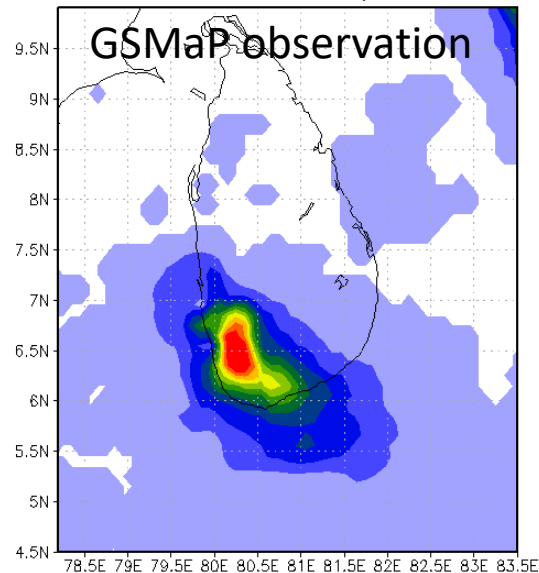 GSMaP observation
9.5N
9N
8.5N
8N
7.5N
7N
6.5N
6N
5.5N
5N
4.5N
78.5E 79E 79.5E 80E 80.5E 81E 81.5E 82E 82.5E 83E 83.5E